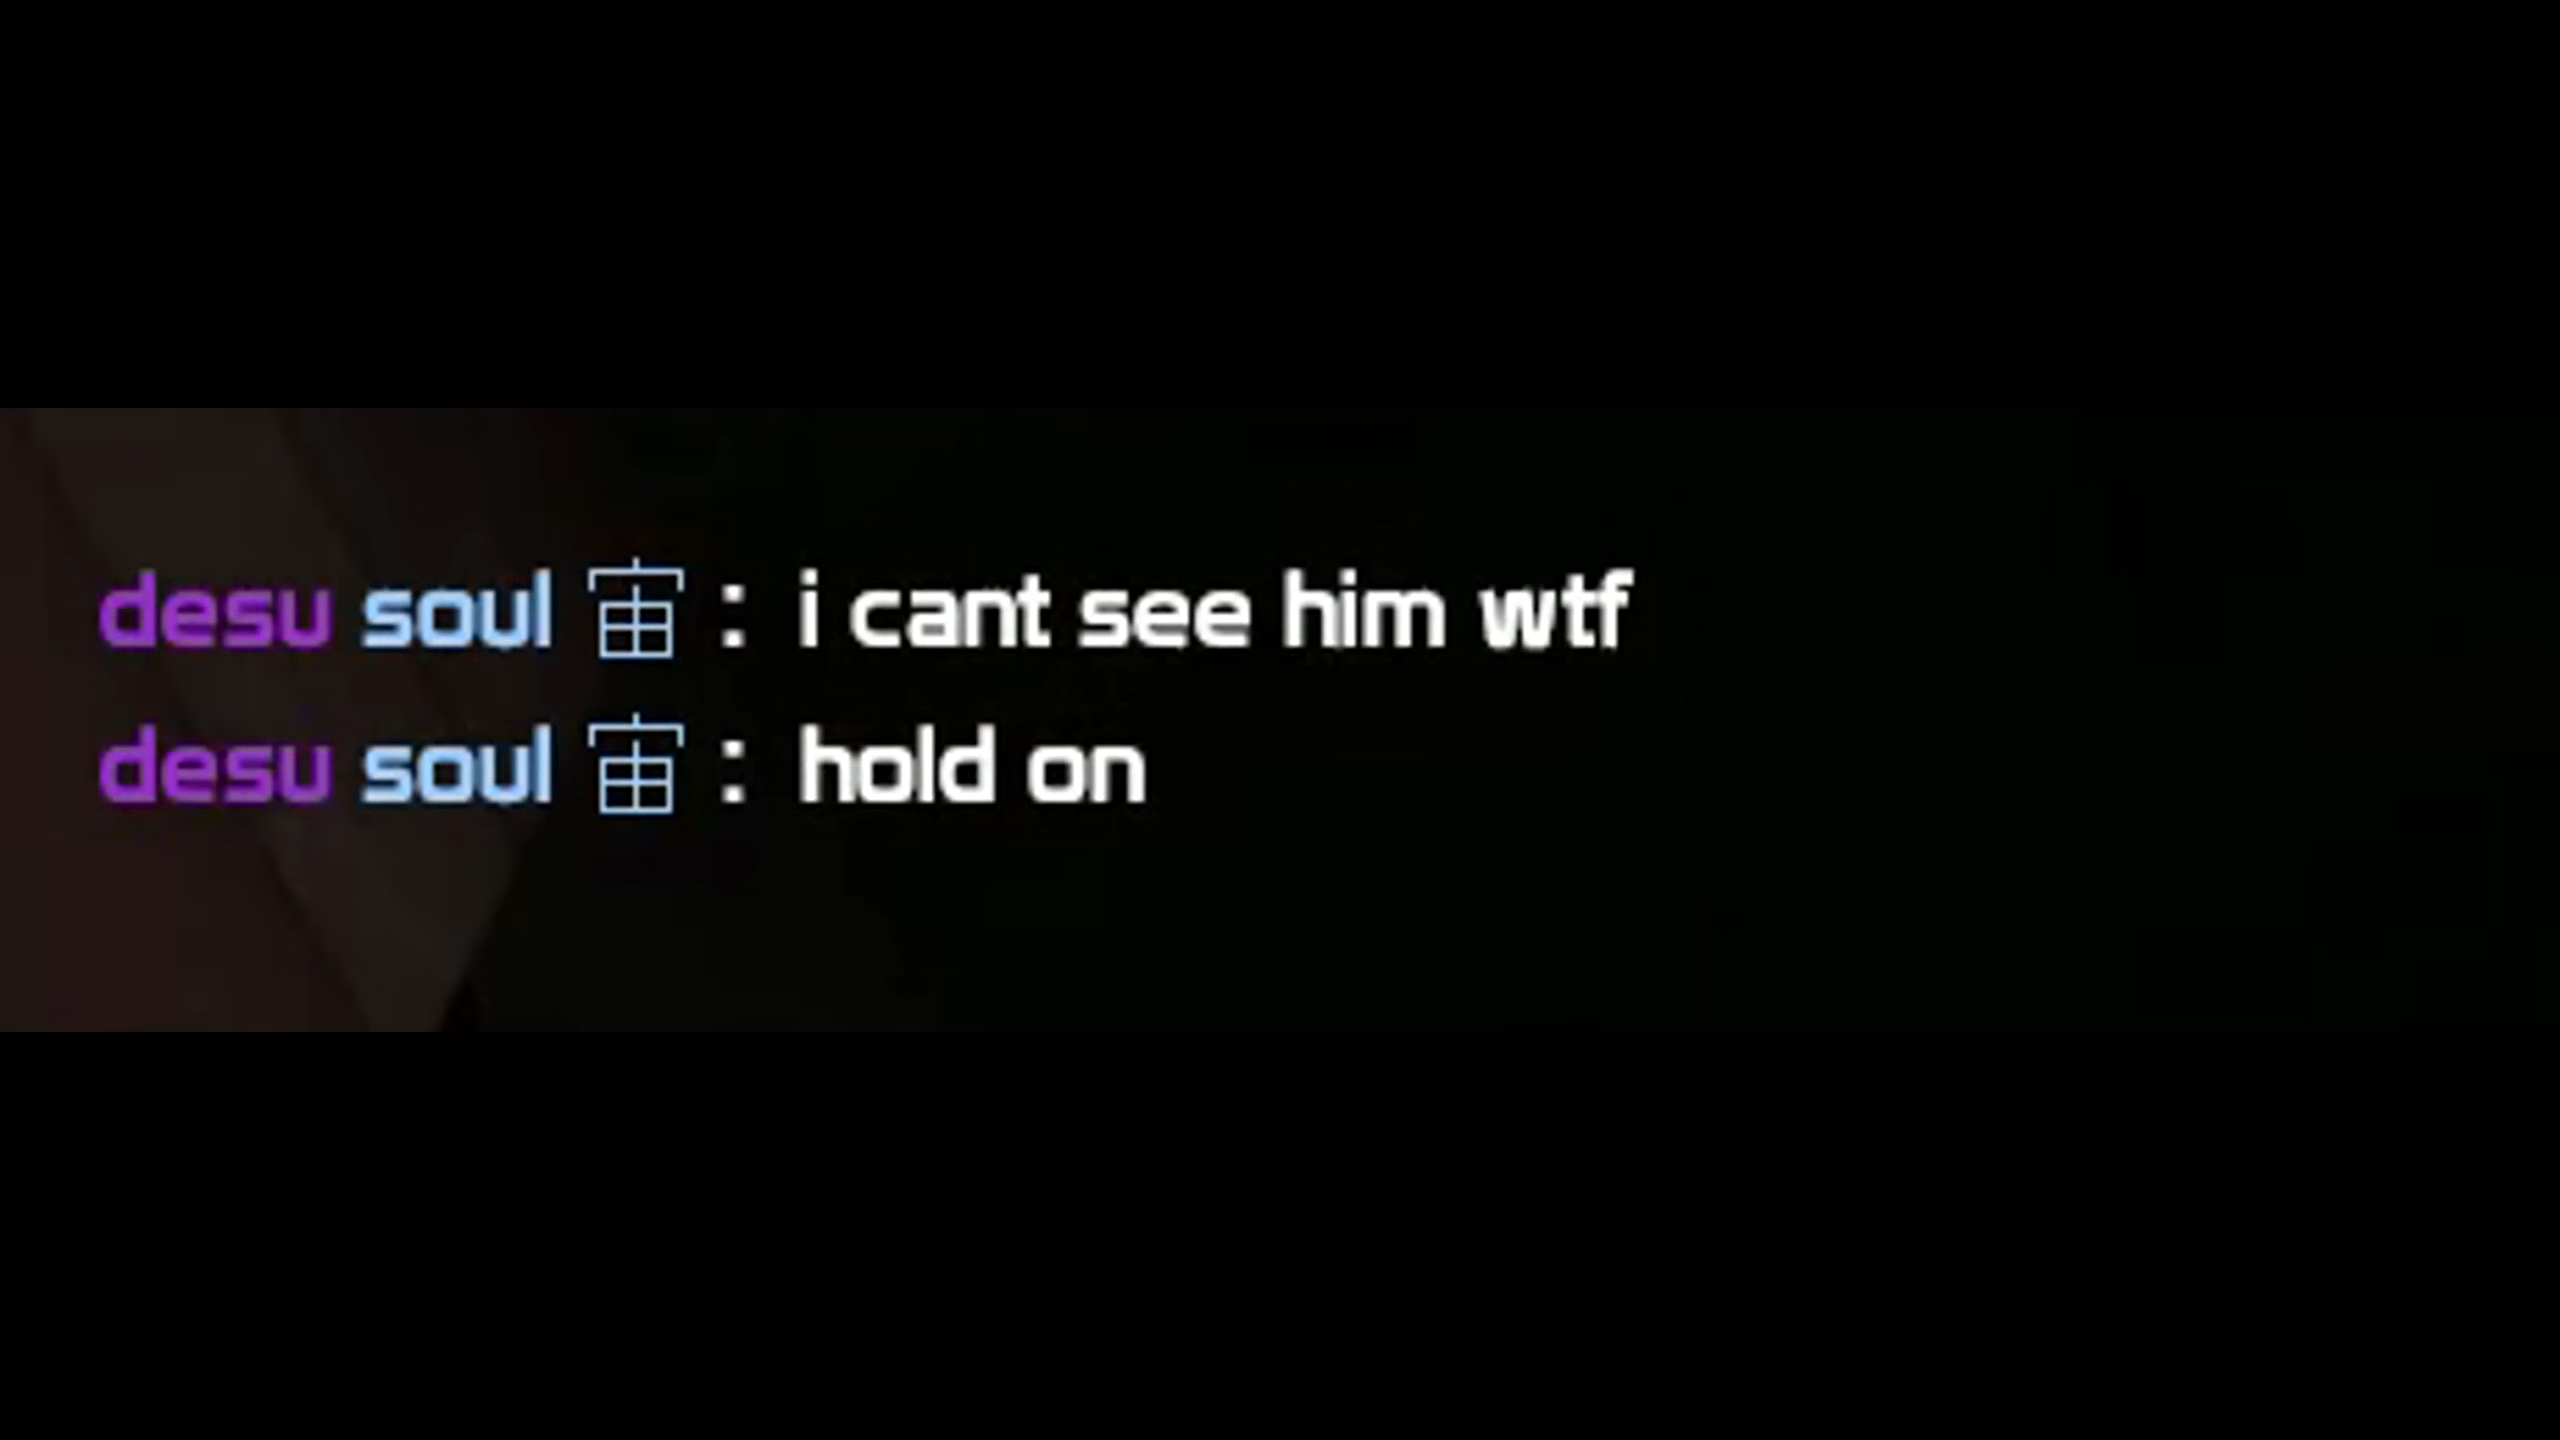 desu soul 宙 : i cant see him wtf
desu soul 宙 : hold on